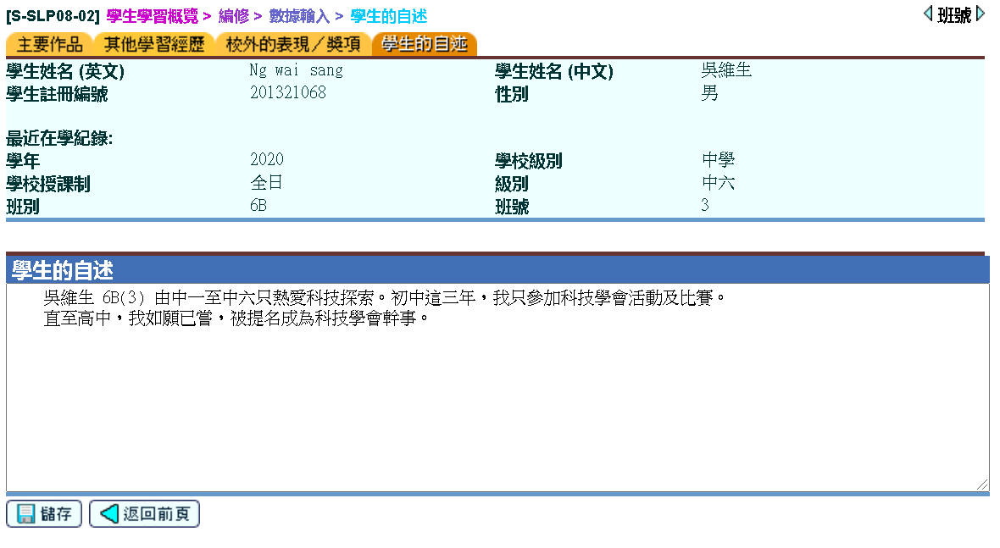 [S-SLP08-02] 學生學習概覽 > 編修 > 數據輸入 > 學生的自述
班號
主要作品 其他學習經歷 校外的表現／獎項 學生的自述
學生姓名 (英文) Ng wai sang 學生姓名 (中文) 吳維生
學生註冊編號 201321068 性別 男
最近在學紀錄:
學年 2020 學校級別 中學
學校授課制 全日 級別 中六
班別 6B 班號 3
學生的自述
吳維生 6B(3) 由中一至中六只熱愛科技探索。初中這三年，我只參加科技學會活動及比賽。
直至高中，我如願已嘗，被提名成為科技學會幹事。
儲存 返回前頁